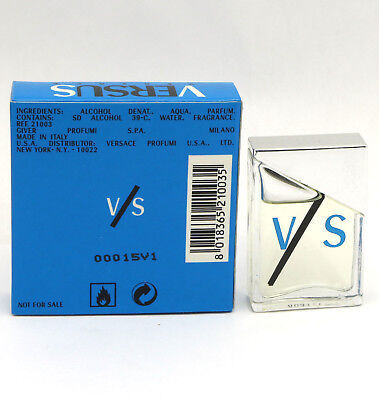 VERSUS
INGREDIENTS: ALCOHOL DENAT., AQUA, PARFUM.
CONTAINS: SD ALCOHOL 39-C, WATER, FRAGRANCE.
REF 21003
GIVER PROFUMI S.P.A. MILANO
MADE IN ITALY
U.S.A. DISTRIBUTOR: VERSACE PROFUMI U.S.A., LTD.
NEW YORK- N.Y. - 10022
V/S
8 018365 210035
00015Y1
NOT FOR SALE
V/S